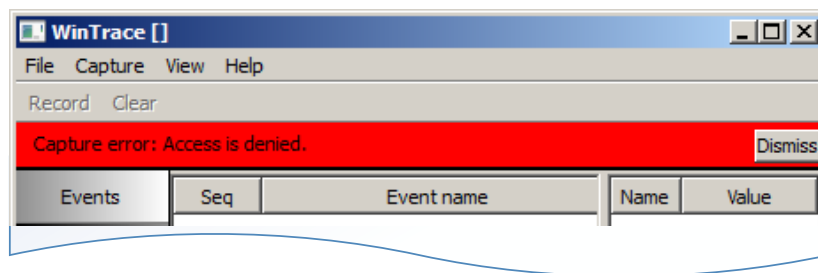 WinTrace []
File Capture View Help
Record Clear
Capture error: Access is denied. Dismiss
Events Seq Event name Name Value